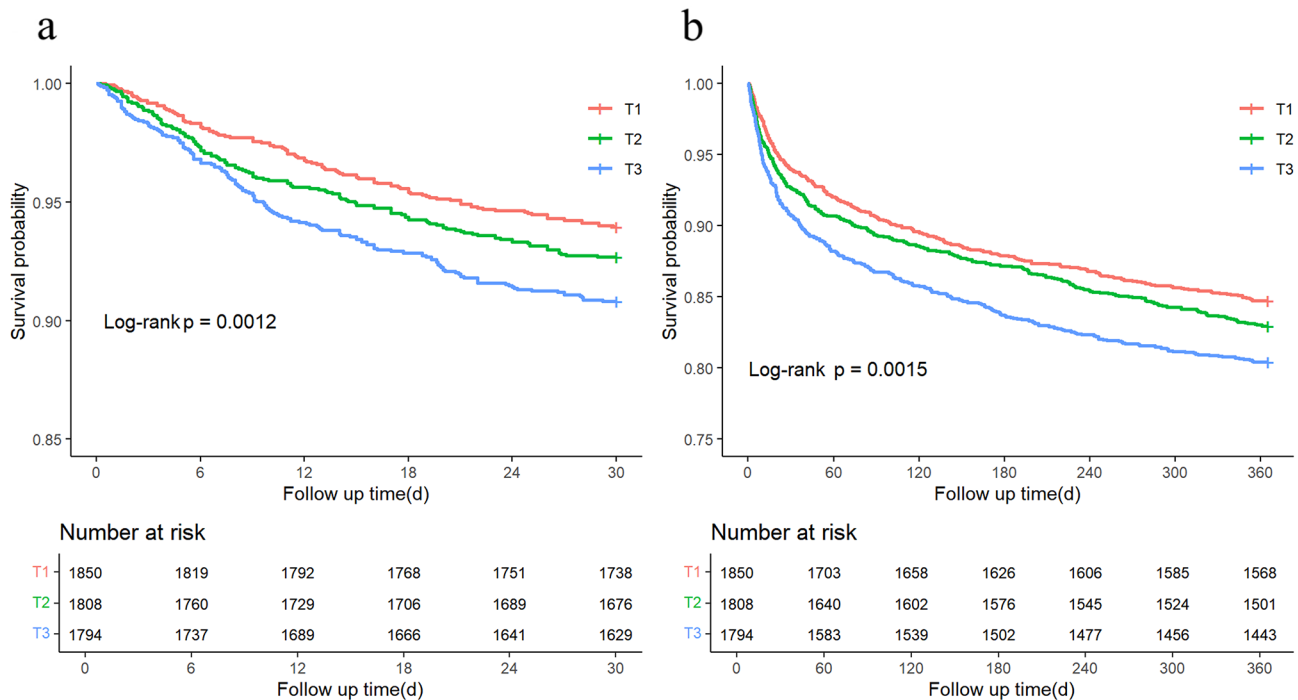 a
1.00
0.95
0.90
0.85
Survival probability
T1
T2
T3
Log-rank p = 0.0012
0 6 12 18 24 30
Follow up time(d)
Number at risk
T1 1850 1819 1792 1768 1751 1738
T2 1808 1760 1729 1706 1689 1676
T3 1794 1737 1689 1666 1641 1629
0 6 12 18 24 30
Follow up time(d)
b
1.00
0.95
0.90
0.85
0.80
0.75
Survival probability
T1
T2
T3
Log-rank p = 0.0015
0 60 120 180 240 300 360
Follow up time(d)
Number at risk
T1 1850 1703 1658 1626 1606 1585 1568
T2 1808 1640 1602 1576 1545 1524 1501
T3 1794 1583 1539 1502 1477 1456 1443
0 60 120 180 240 300 360
Follow up time(d)